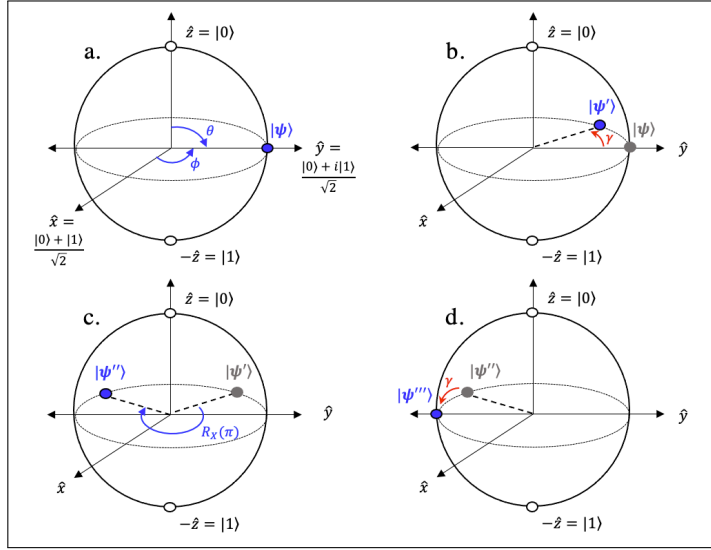 a.
ẑ = |0⟩
|ψ⟩
θ
ϕ
ŷ =
|0⟩ + i|1⟩
√2
x̂ =
|0⟩ + |1⟩
√2
−ẑ = |1⟩
b.
ẑ = |0⟩
|ψ′⟩
|ψ⟩
γ
ŷ
x̂
−ẑ = |1⟩
c.
ẑ = |0⟩
|ψ′′⟩
|ψ′⟩
ŷ
R_X(π)
x̂
−ẑ = |1⟩
d.
ẑ = |0⟩
|ψ′′′⟩
γ
|ψ′′⟩
ŷ
x̂
−ẑ = |1⟩